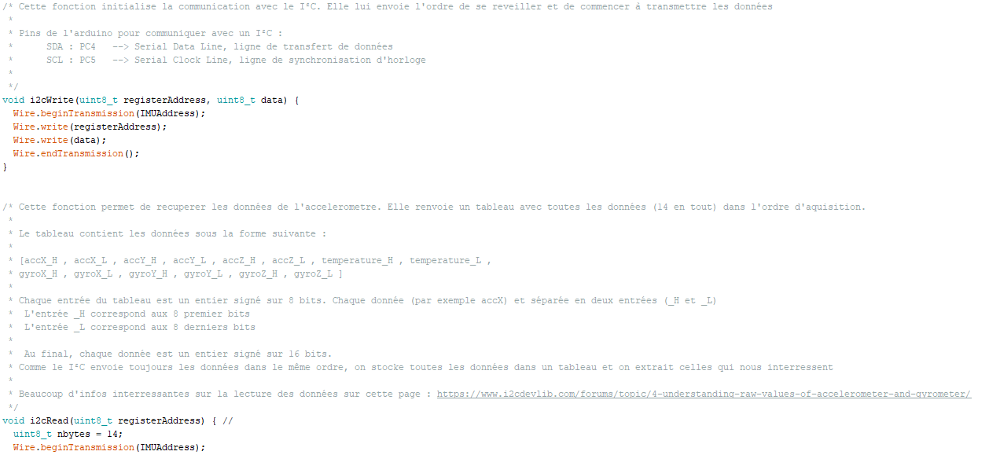 /* Cette fonction initialise la communication avec le I²C. Elle lui envoie l'ordre de se reveiller et de commencer à transmettre les données
 *
 * Pins de l'arduino pour communiquer avec un I²C :
 *      SDA : PC4   --> Serial Data Line, ligne de transfert de données
 *      SCL : PC5   --> Serial Clock Line, ligne de synchronisation d'horloge
 *
 */
void i2cWrite(uint8_t registerAddress, uint8_t data) {
  Wire.beginTransmission(IMUAddress);
  Wire.write(registerAddress);
  Wire.write(data);
  Wire.endTransmission();
}
/* Cette fonction permet de recuperer les données de l'accelerometre. Elle renvoie un tableau avec toutes les données (14 en tout) dans l'ordre d'aquisition.
 *
 * Le tableau contient les données sous la forme suivante :
 *
 * [accX_H , accX_L , accY_H , accY_L , accZ_H , accZ_L , temperature_H , temperature_L ,
 * gyroX_H , gyroX_L , gyroY_H , gyroY_L , gyroZ_H , gyroZ_L ]
 *
 * Chaque entrée du tableau est un entier signé sur 8 bits. Chaque donnée (par exemple accX) et séparée en deux entrées (_H et _L)
 *  L'entrée _H correspond aux 8 premier bits
 *  L'entrée _L correspond aux 8 derniers bits
 *
 *  Au final, chaque donnée est un entier signé sur 16 bits.
 * Comme le I²C envoie toujours les données dans le même ordre, on stocke toutes les données dans un tableau et on extrait celles qui nous interressent
 *
 * Beaucoup d'infos interressantes sur la lecture des données sur cette page : https://www.i2cdevlib.com/forums/topic/4-understanding-raw-values-of-accelerometer-and-gyrometer/
 */
void i2cRead(uint8_t registerAddress) { //
  uint8_t nbytes = 14;
  Wire.beginTransmission(IMUAddress);